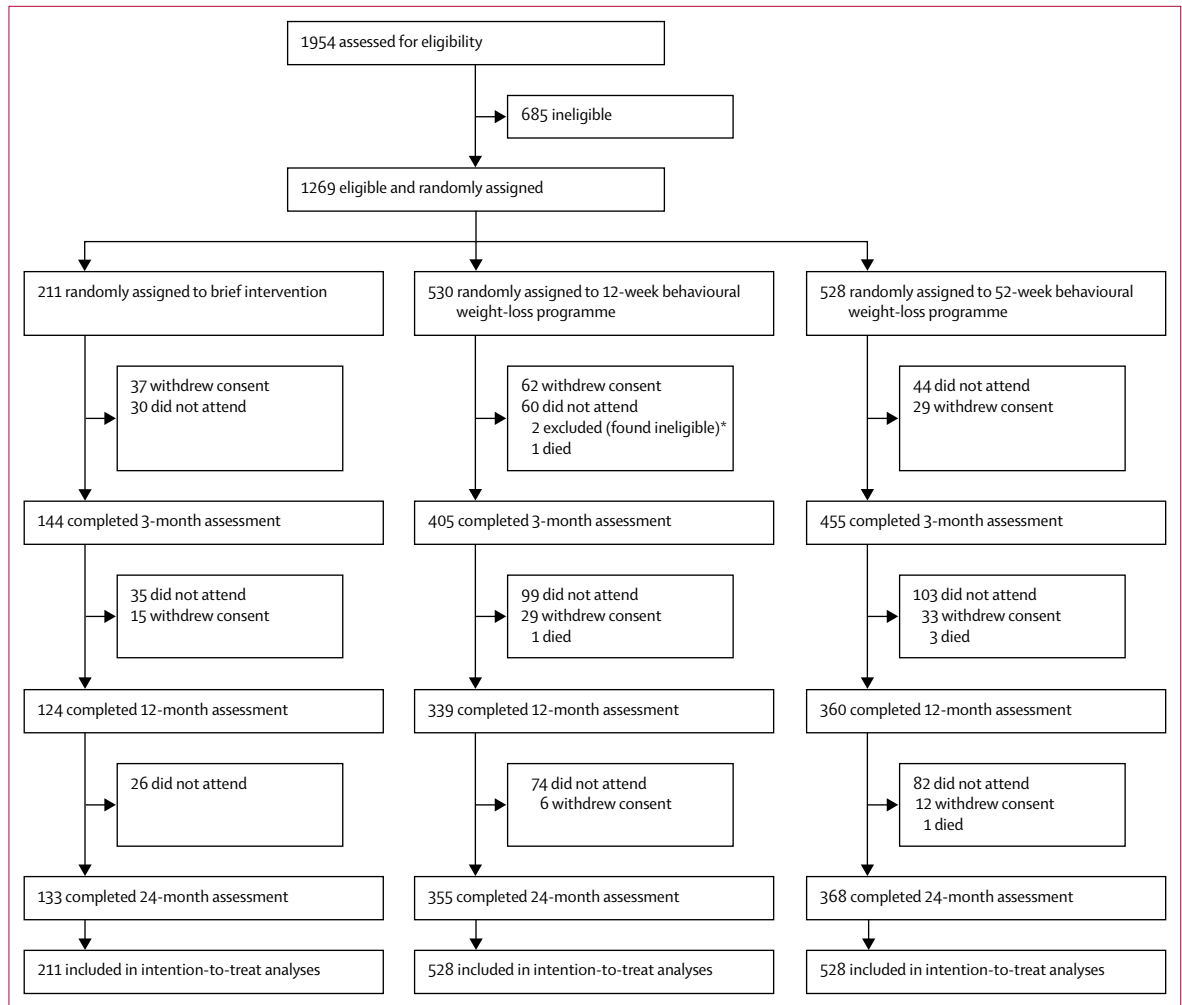 1954 assessed for eligibility
685 ineligible
1269 eligible and randomly assigned
211 randomly assigned to brief intervention
530 randomly assigned to 12-week behavioural
weight-loss programme
528 randomly assigned to 52-week behavioural
weight-loss programme
37 withdrew consent
30 did not attend
62 withdrew consent
60 did not attend
2 excluded (found ineligible)*
1 died
44 did not attend
29 withdrew consent
144 completed 3-month assessment
405 completed 3-month assessment
455 completed 3-month assessment
35 did not attend
15 withdrew consent
99 did not attend
29 withdrew consent
1 died
103 did not attend
33 withdrew consent
3 died
124 completed 12-month assessment
339 completed 12-month assessment
360 completed 12-month assessment
26 did not attend
74 did not attend
6 withdrew consent
82 did not attend
12 withdrew consent
1 died
133 completed 24-month assessment
355 completed 24-month assessment
368 completed 24-month assessment
211 included in intention-to-treat analyses
528 included in intention-to-treat analyses
528 included in intention-to-treat analyses